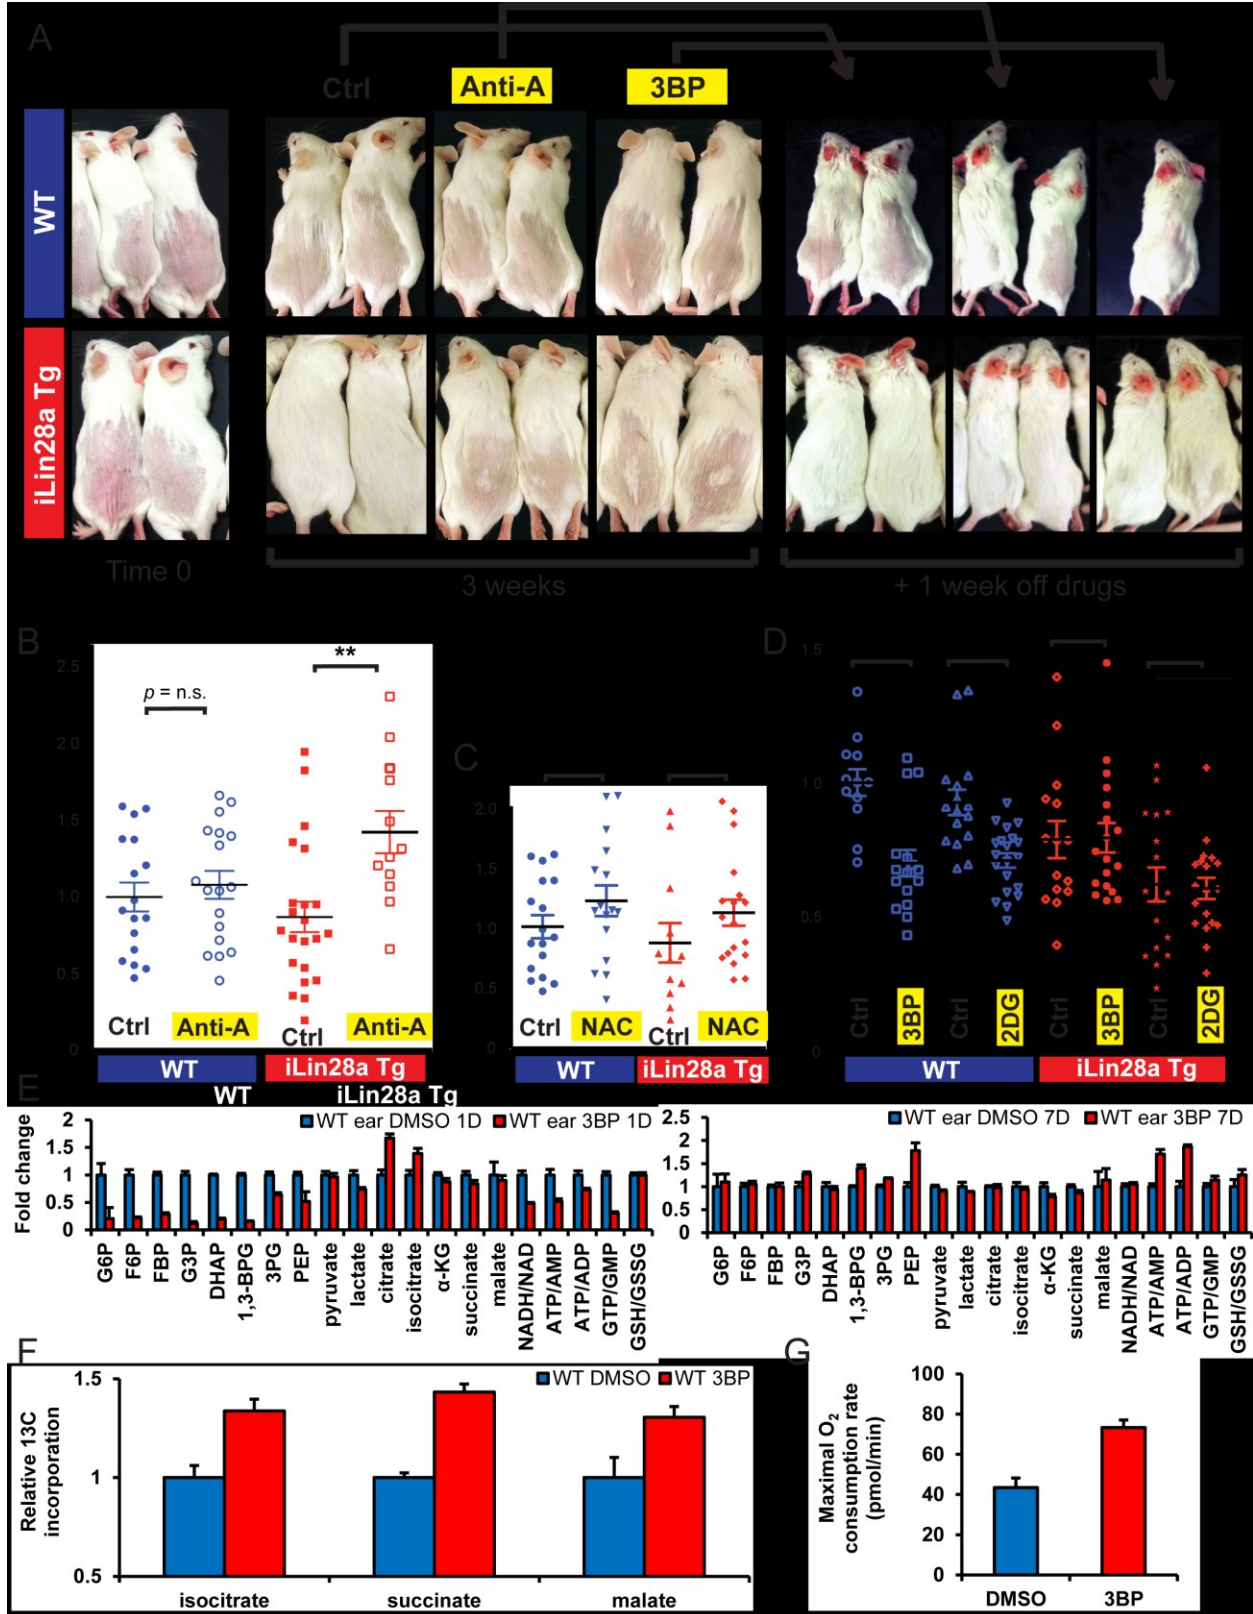 A
Ctrl
Anti-A
3BP
WT
iLin28a Tg
Time 0
3 weeks
+ 1 week off drugs
B
2.5
2.0
1.5
1.0
0.5
0
p = n.s.
**
Ctrl
Anti-A
Ctrl
Anti-A
WT
iLin28a Tg
WT
iLin28a Tg
C
2.0
1.5
1.0
0.5
0
Ctrl
NAC
Ctrl
NAC
WT
iLin28a Tg
D
1.5
1.0
0.5
0
Ctrl
3BP
Ctrl
2DG
Ctrl
3BP
Ctrl
2DG
WT
iLin28a Tg
E
Fold change
2
1.5
1
0.5
0
WT ear DMSO 1D
WT ear 3BP 1D
G6P
F6P
FBP
G3P
DHAP
1,3-BPG
3PG
PEP
pyruvate
lactate
citrate
isocitrate
α-KG
succinate
malate
NADH/NAD
ATP/AMP
ATP/ADP
GTP/GMP
GSH/GSSG
2.5
2
1.5
1
0.5
0
WT ear DMSO 7D
WT ear 3BP 7D
G6P
F6P
FBP
G3P
DHAP
1,3-BPG
3PG
PEP
pyruvate
lactate
citrate
isocitrate
α-KG
succinate
malate
NADH/NAD
ATP/AMP
ATP/ADP
GTP/GMP
GSH/GSSG
F
Relative 13C
incorporation
1.5
1
0.5
WT DMSO
WT 3BP
isocitrate
succinate
malate
G
Maximal O2
consumption rate
(pmol/min)
100
80
60
40
20
0
DMSO
3BP